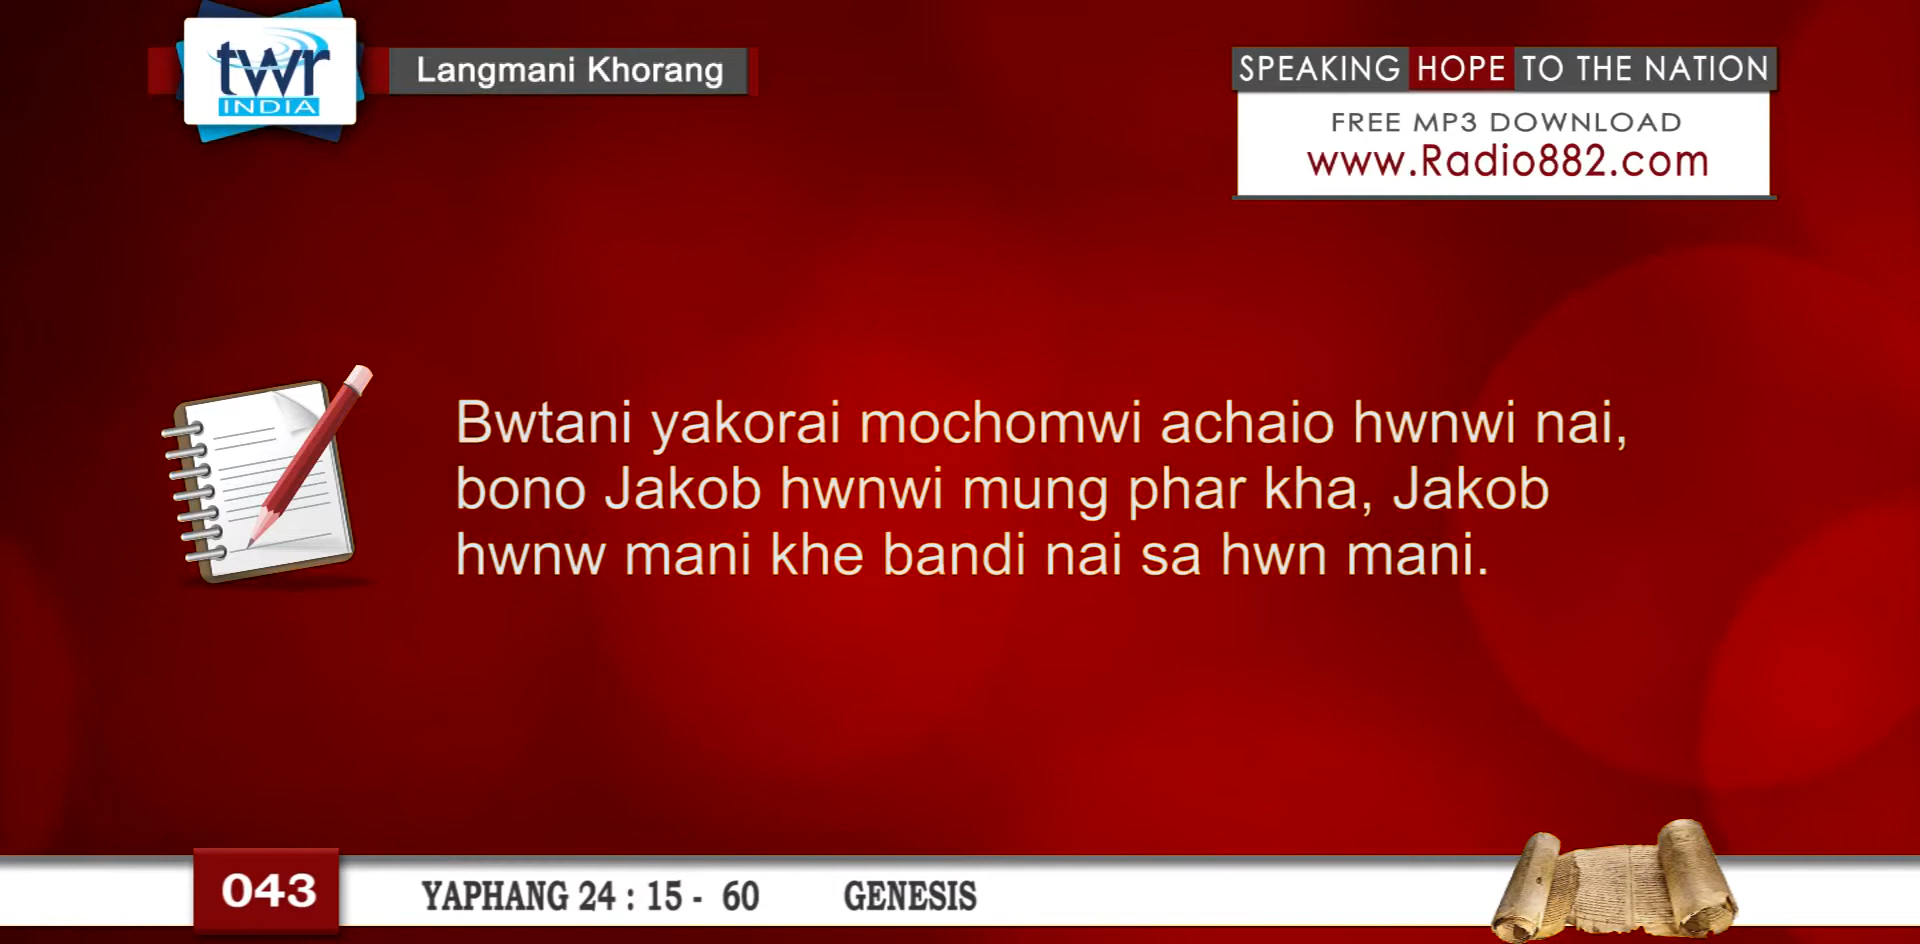 twr
INDIA
Langmani Khorang
SPEAKING HOPE TO THE NATION
FREE MP3 DOWNLOAD
www.Radio882.com
Bwtani yakorai mochomwi achaio hwnwi nai,
bono Jakob hwnwi mung phar kha, Jakob
hwnw mani khe bandi nai sa hwn mani.
043
YAPHANG 24 : 15 - 60 GENESIS